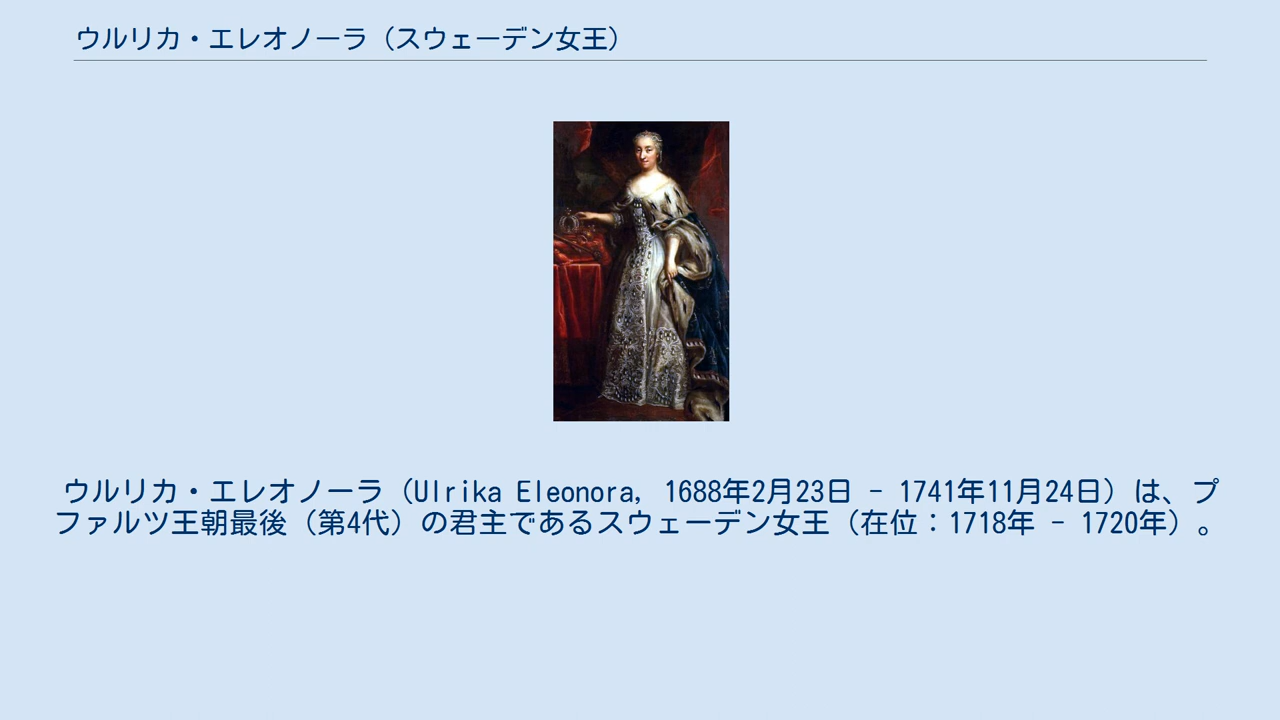 ウルリカ・エレオノーラ（スウェーデン女王）
ウルリカ・エレオノーラ（Ulrika Eleonora, 1688年2月23日 - 1741年11月24日）は、プ
ファルツ王朝最後（第4代）の君主であるスウェーデン女王（在位：1718年 - 1720年）。